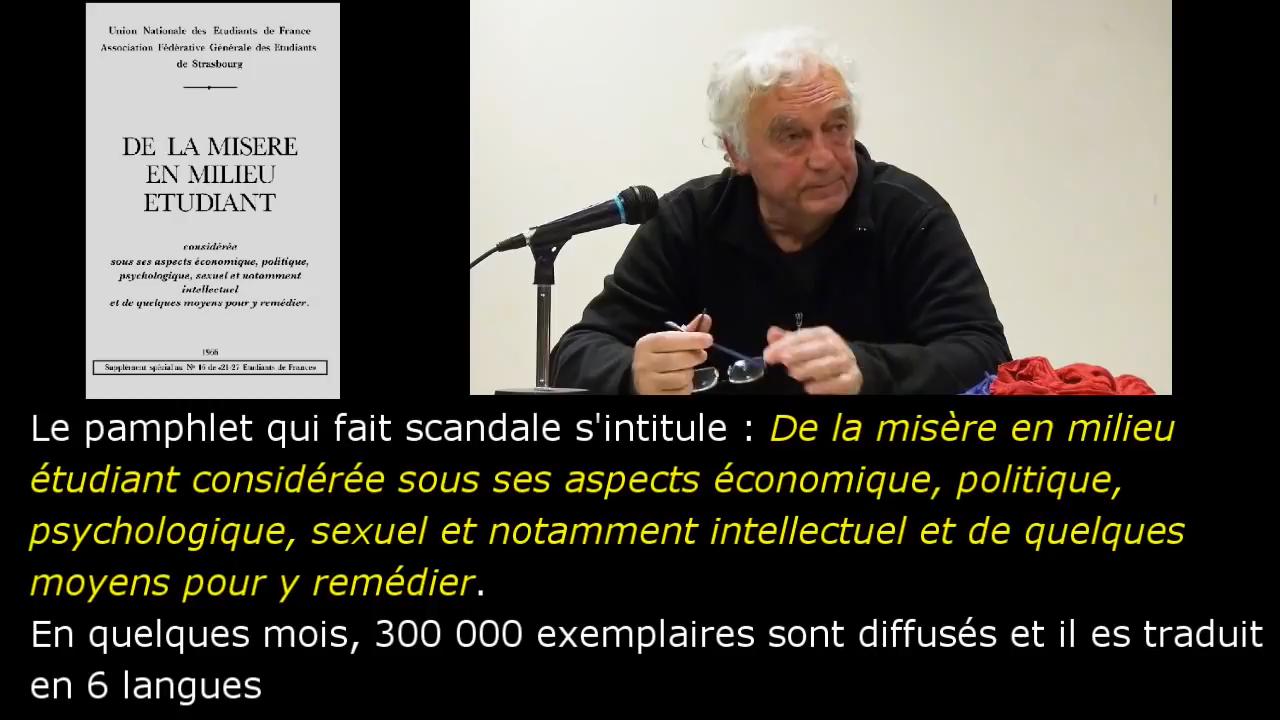 Union Nationale des Etudiants de France
Association Fédérative Générale des Etudiants
de Strasbourg
DE LA MISERE
EN MILIEU
ETUDIANT
considérée
sous ses aspects économique, politique,
psychologique, sexuel et notamment
intellectuel
et de quelques moyens pour y remédier.
1966
Supplément spécial au N° 16 de «21-27 Etudiants de France»
Le pamphlet qui fait scandale s'intitule : De la misère en milieu
étudiant considérée sous ses aspects économique, politique,
psychologique, sexuel et notamment intellectuel et de quelques
moyens pour y remédier.
En quelques mois, 300 000 exemplaires sont diffusés et il es traduit
en 6 langues